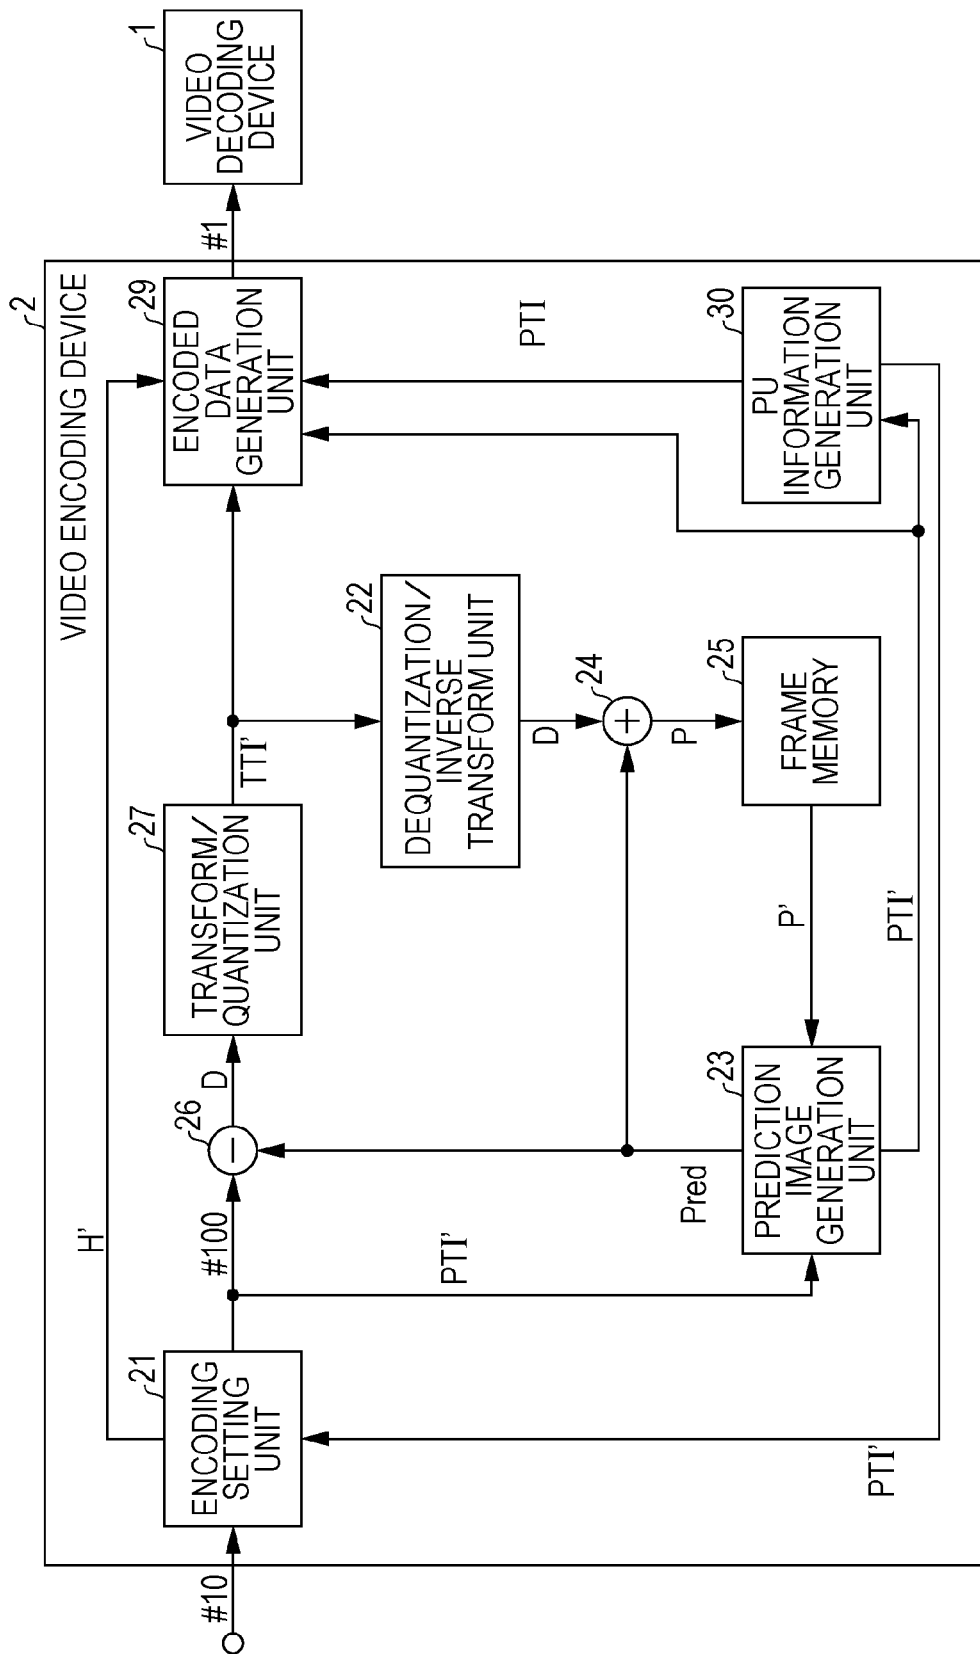 2
VIDEO ENCODING DEVICE
H'
#10
21
ENCODING
SETTING
UNIT
#100
26
−
D
27
TRANSFORM/
QUANTIZATION
UNIT
TTI'
29
ENCODED
DATA
GENERATION
UNIT
#1
1
VIDEO
DECODING
DEVICE
22
DEQUANTIZATION/
INVERSE
TRANSFORM UNIT
PTI'
D
24
+
PTI
Pred
P
23
PREDICTION
IMAGE
GENERATION
UNIT
P'
25
FRAME
MEMORY
30
PU
INFORMATION
GENERATION
UNIT
PTI'
PTI'